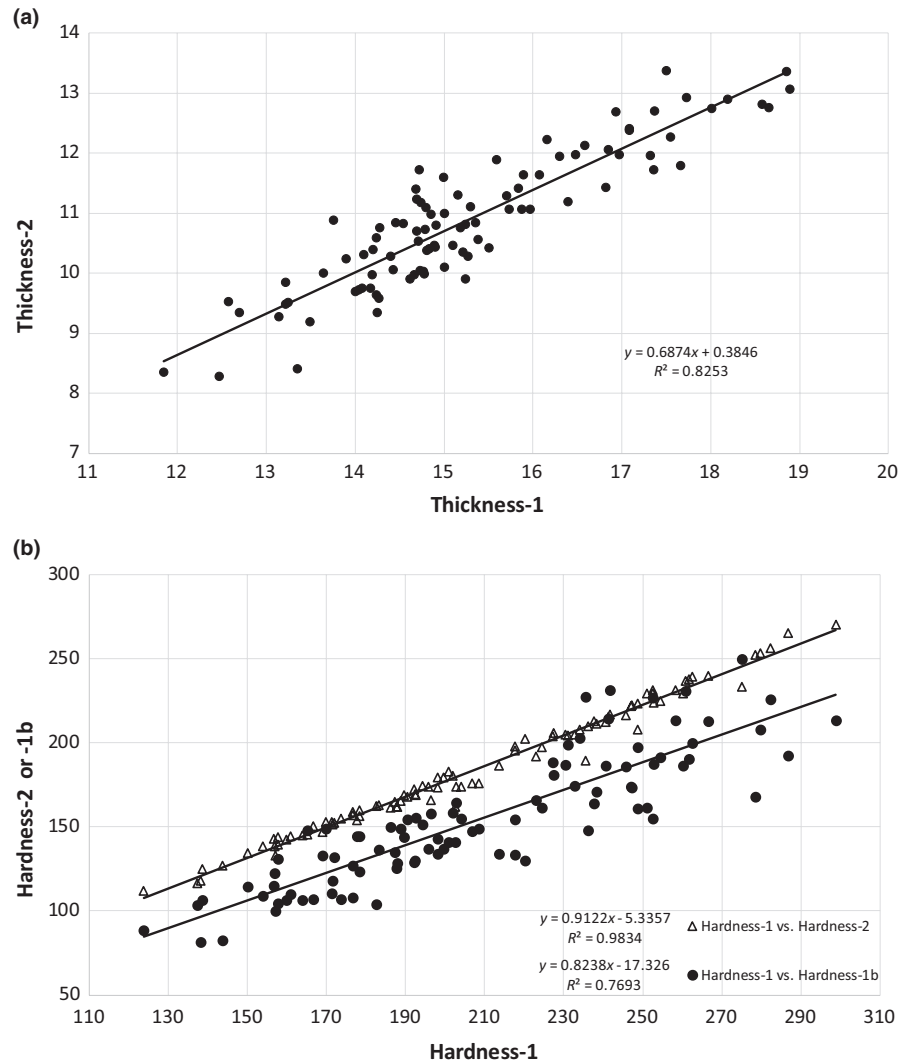 (a)
14
13
12
11
10
9
8
7
Thickness-2
y = 0.6874x + 0.3846
R² = 0.8253
11 12 13 14 15 16 17 18 19 20
Thickness-1
(b)
300
250
200
150
100
50
Hardness-2 or -1b
y = 0.9122x - 5.3357
R² = 0.9834
Hardness-1 vs. Hardness-2
y = 0.8238x - 17.326
R² = 0.7693
Hardness-1 vs. Hardness-1b
110 130 150 170 190 210 230 250 270 290 310
Hardness-1